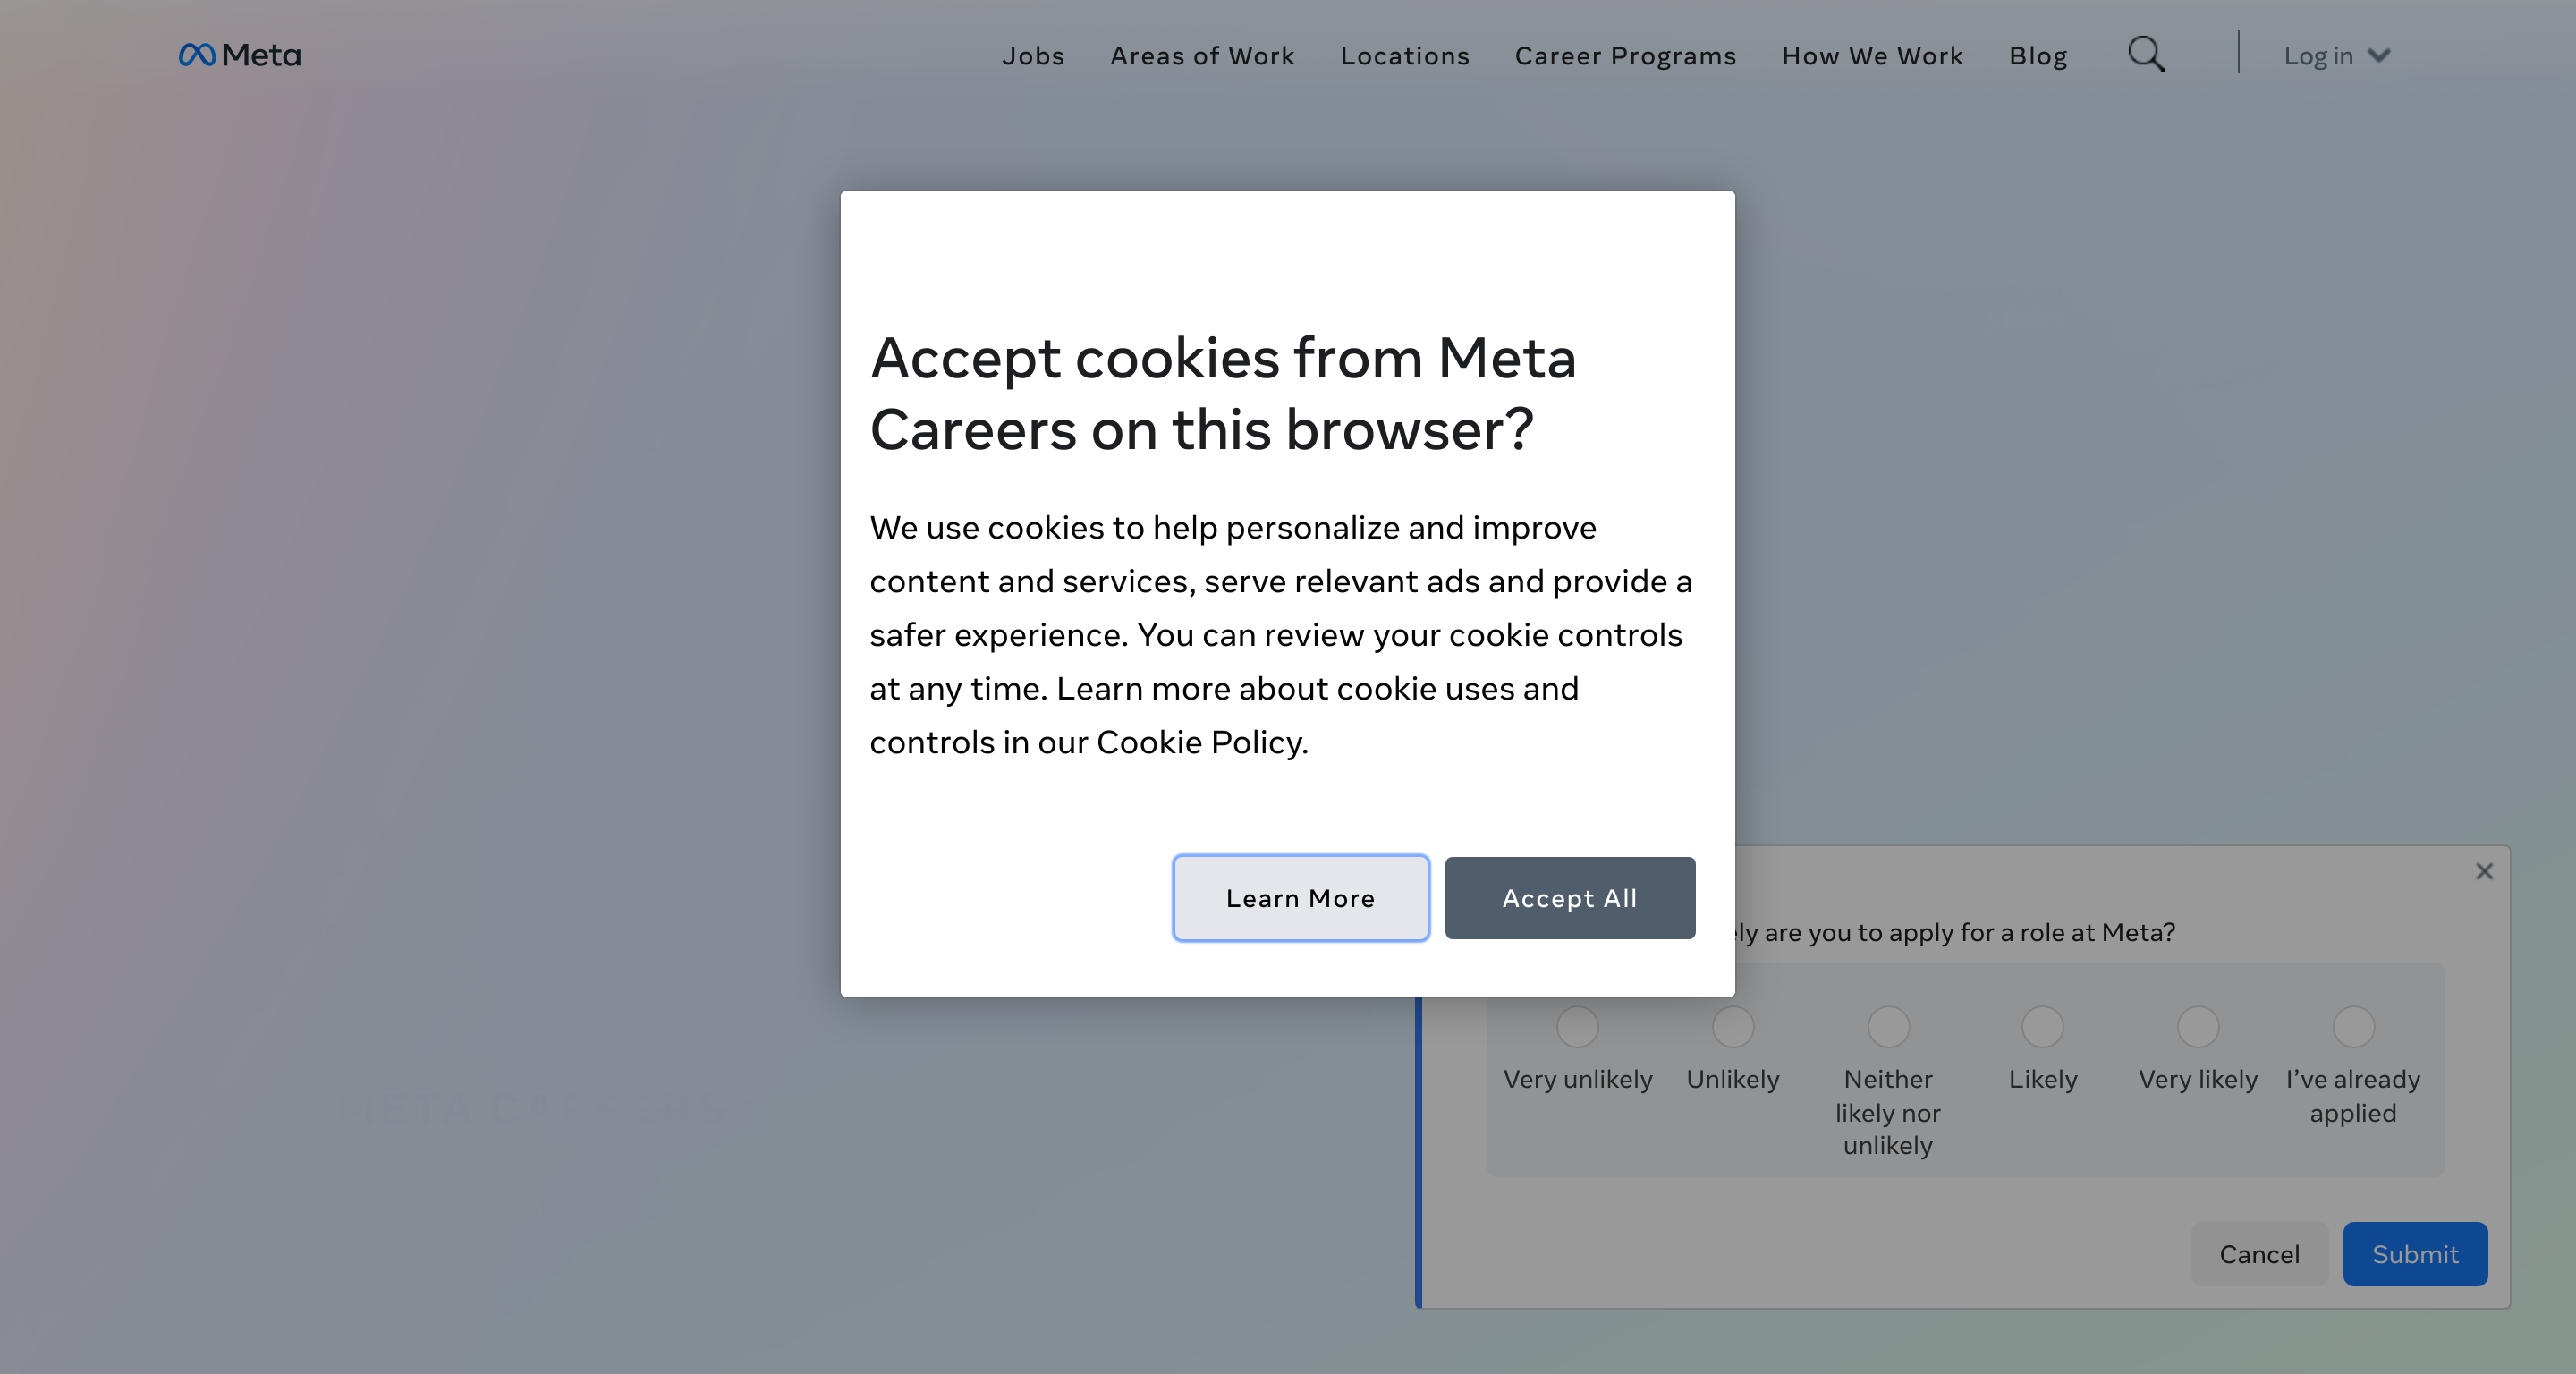 Meta
Jobs
Areas of Work
Locations
Career Programs
How We Work
Blog
Log in
Accept cookies from Meta
Careers on this browser?
We use cookies to help personalize and improve
content and services, serve relevant ads and provide a
safer experience. You can review your cookie controls
at any time. Learn more about cookie uses and
controls in our Cookie Policy.
Learn More
Accept All
are you to apply for a role at Meta?
Very unlikely
Unlikely
Neither
likely nor
unlikely
Likely
Very likely
I’ve already
applied
Cancel
Submit
META CAREERS